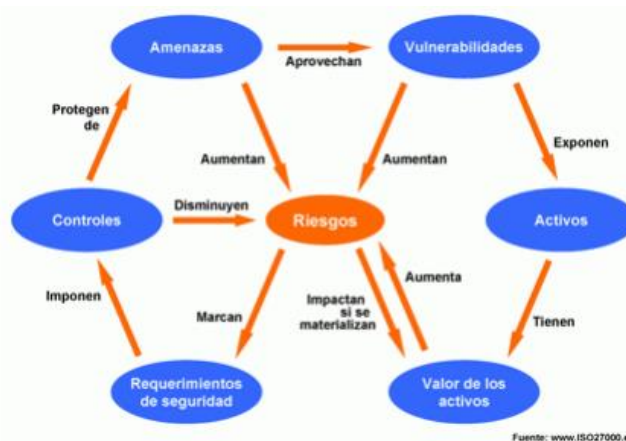 Amenazas
Aprovechan
Vulnerabilidades
Protegen
de
Aumentan
Aumentan
Exponen
Controles
Disminuyen
Riesgos
Activos
Imponen
Marcan
Impactan
si se
materializan
Aumenta
Tienen
Requerimientos
de seguridad
Valor de los
activos
Fuente: www.ISO27000.